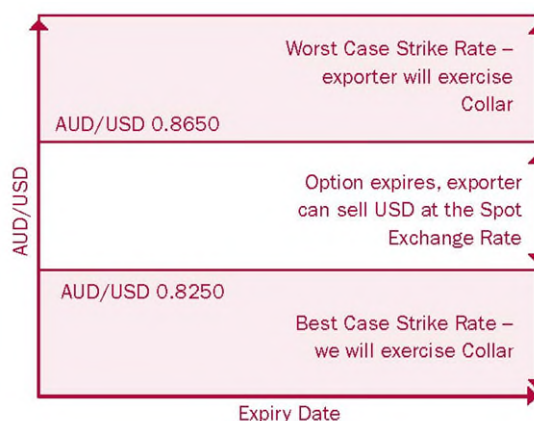 Worst Case Strike Rate –
exporter will exercise
Collar
AUD/USD 0.8650
AUD/USD
Option expires, exporter
can sell USD at the Spot
Exchange Rate
AUD/USD 0.8250
Best Case Strike Rate –
we will exercise Collar
Expiry Date